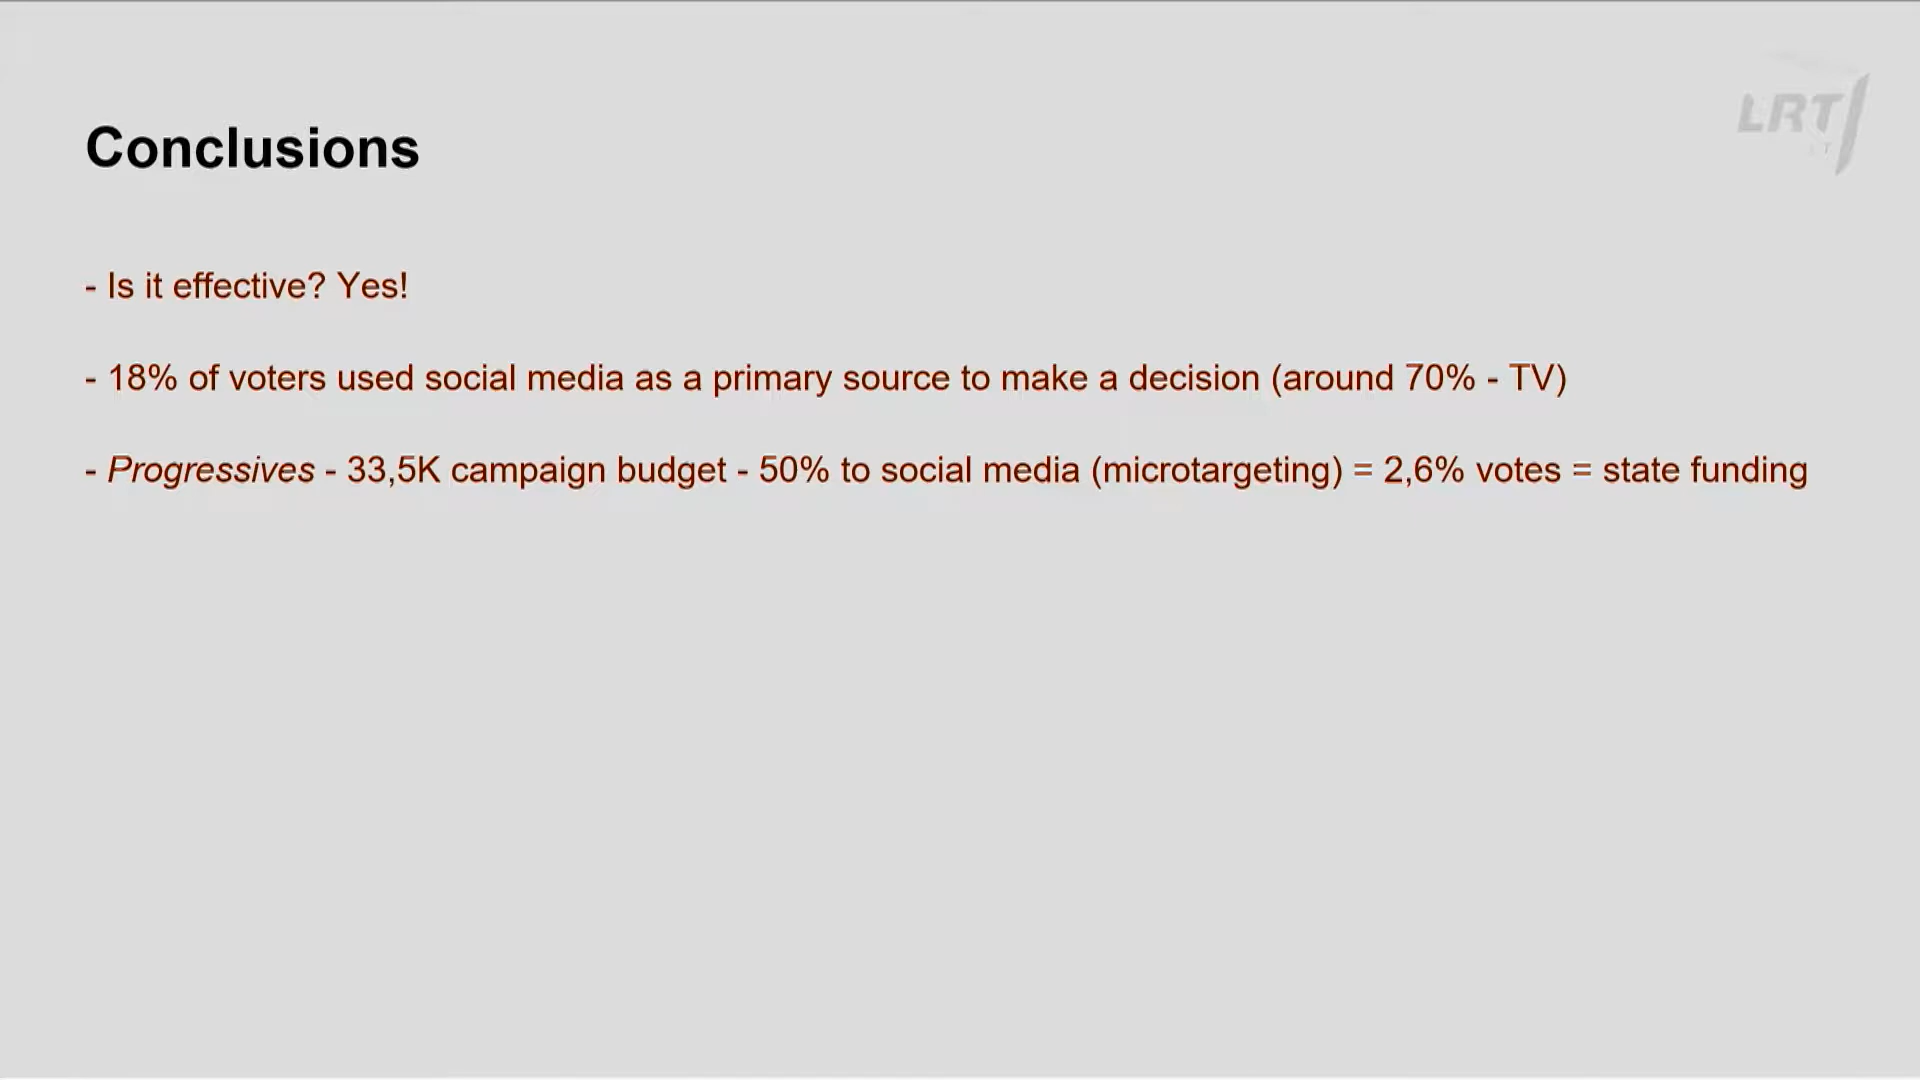 LRT
LT
Conclusions
- Is it effective? Yes!
- 18% of voters used social media as a primary source to make a decision (around 70% - TV)
- Progressives - 33,5K campaign budget - 50% to social media (microtargeting) = 2,6% votes = state funding